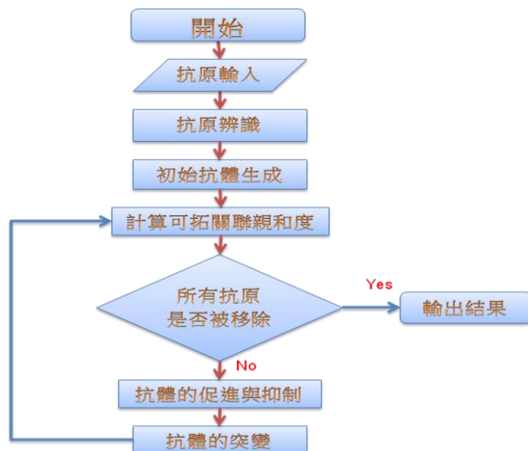 開始
抗原輸入
抗原辨識
初始抗體生成
計算可拓關聯親和度
所有抗原
是否被移除
Yes
輸出結果
No
抗體的促進與抑制
抗體的突變